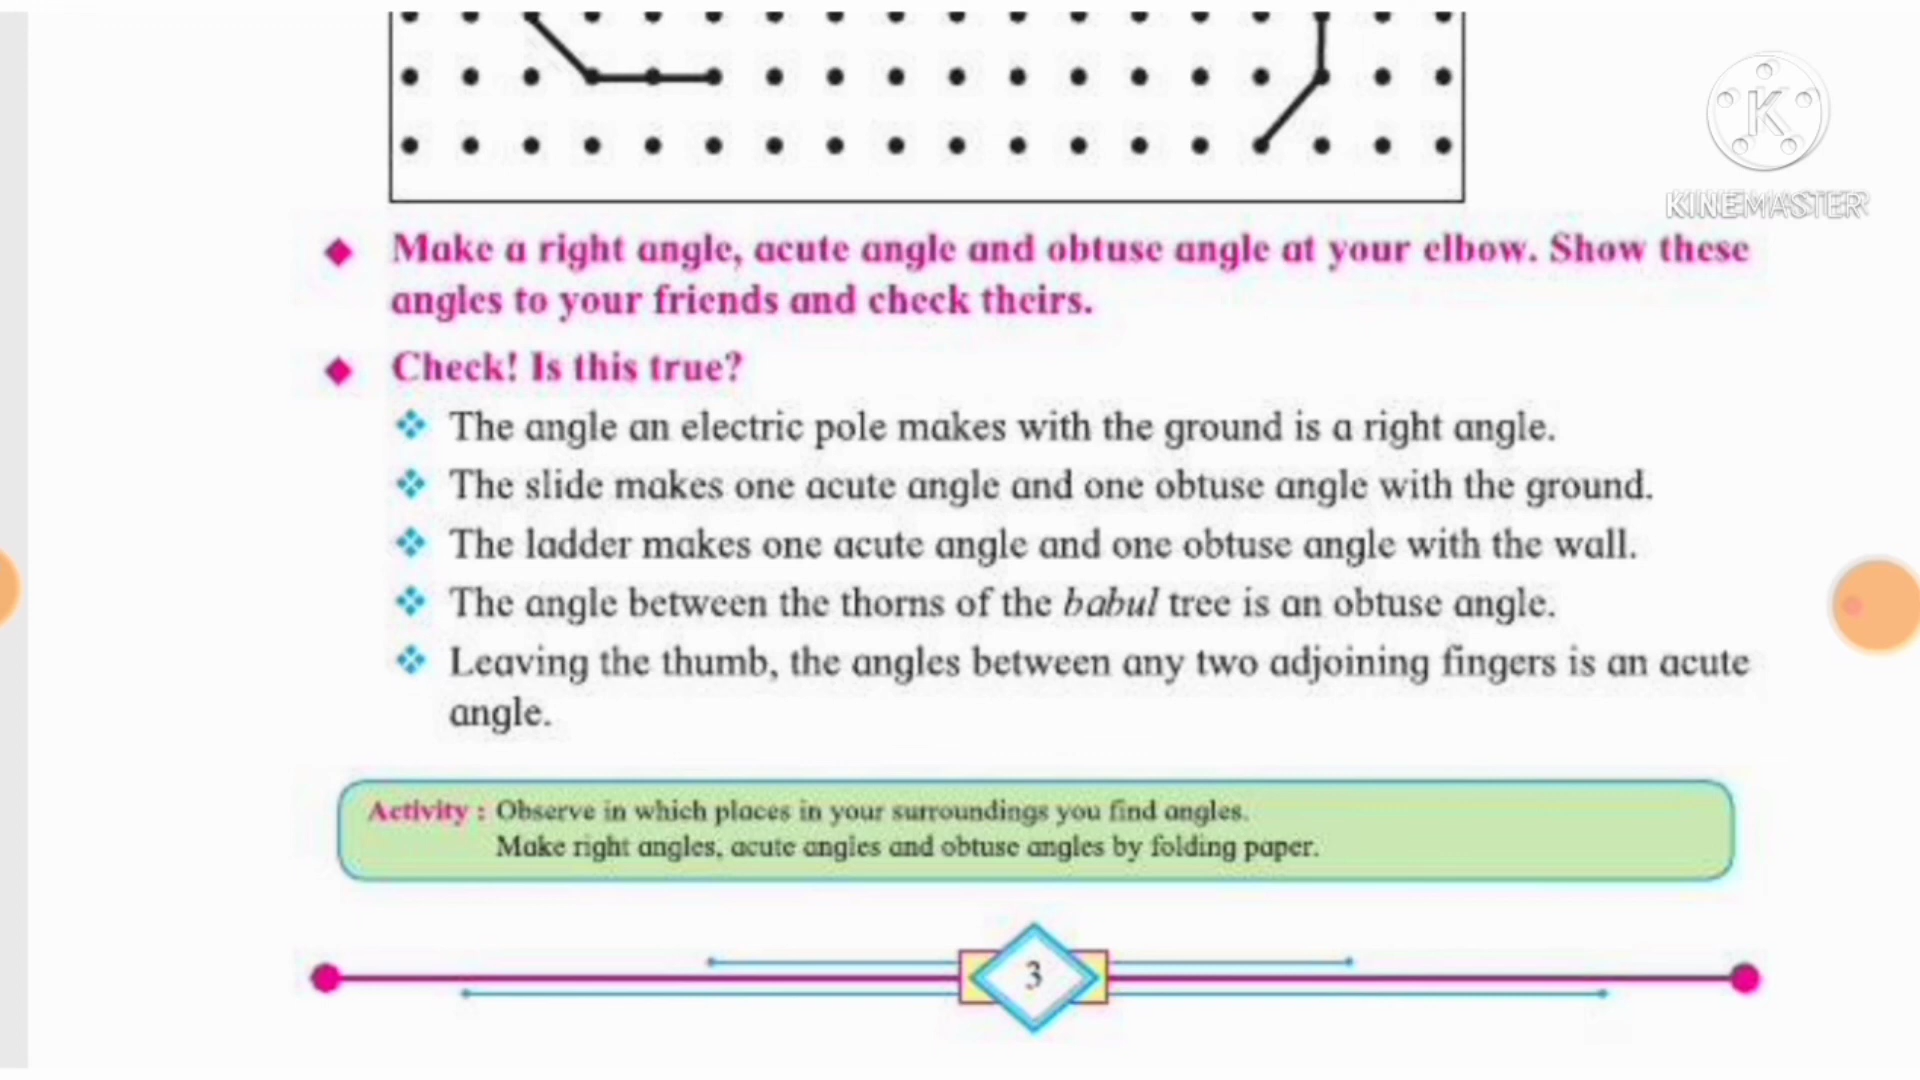 K
KINEMASTER
Make a right angle, acute angle and obtuse angle at your elbow. Show these
angles to your friends and check theirs.
Check! Is this true?
The angle an electric pole makes with the ground is a right angle.
The slide makes one acute angle and one obtuse angle with the ground.
The ladder makes one acute angle and one obtuse angle with the wall.
The angle between the thorns of the babul tree is an obtuse angle.
Leaving the thumb, the angles between any two adjoining fingers is an acute
angle.
Activity : Observe in which places in your surroundings you find angles.
Make right angles, acute angles and obtuse angles by folding paper.
3